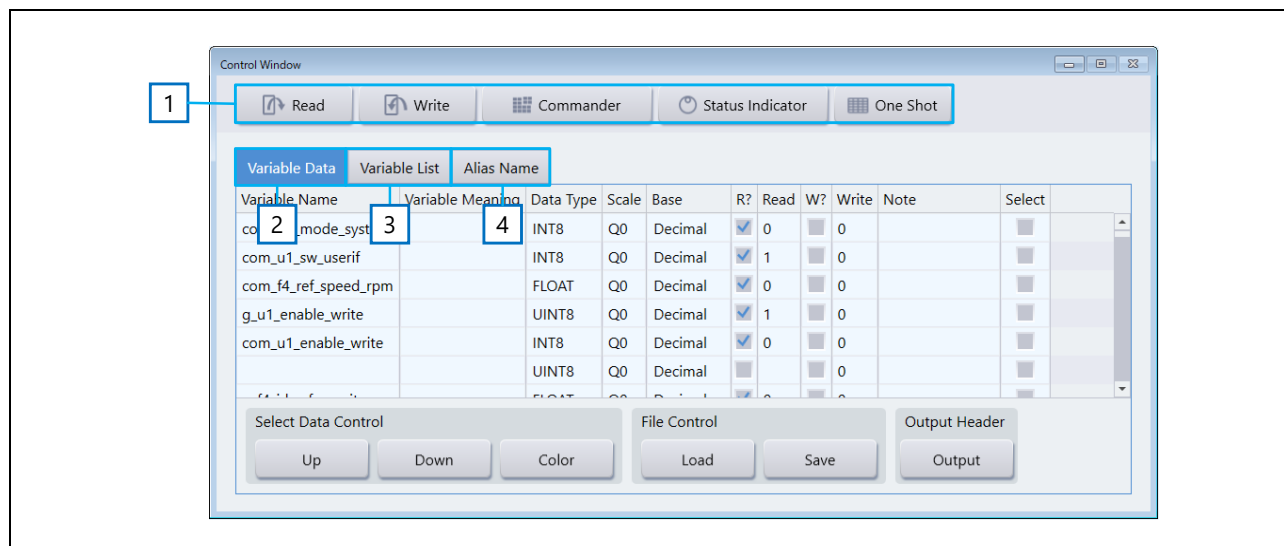 Control Window
1 Read Write Commander Status Indicator One Shot
Variable Data Variable List Alias Name
Variable Name Variable Meaning Data Type Scale Base R? Read W? Write Note Select
2 3 4
mode_syst INT8 Q0 Decimal 0 0
com_u1_sw_userif INT8 Q0 Decimal 1 0
com_f4_ref_speed_rpm FLOAT Q0 Decimal 0 0
g_u1_enable_write UINT8 Q0 Decimal 1 0
com_u1_enable_write INT8 Q0 Decimal 0 0
UINT8 Q0 Decimal 0
Select Data Control File Control Output Header
Up Down Color Load Save Output